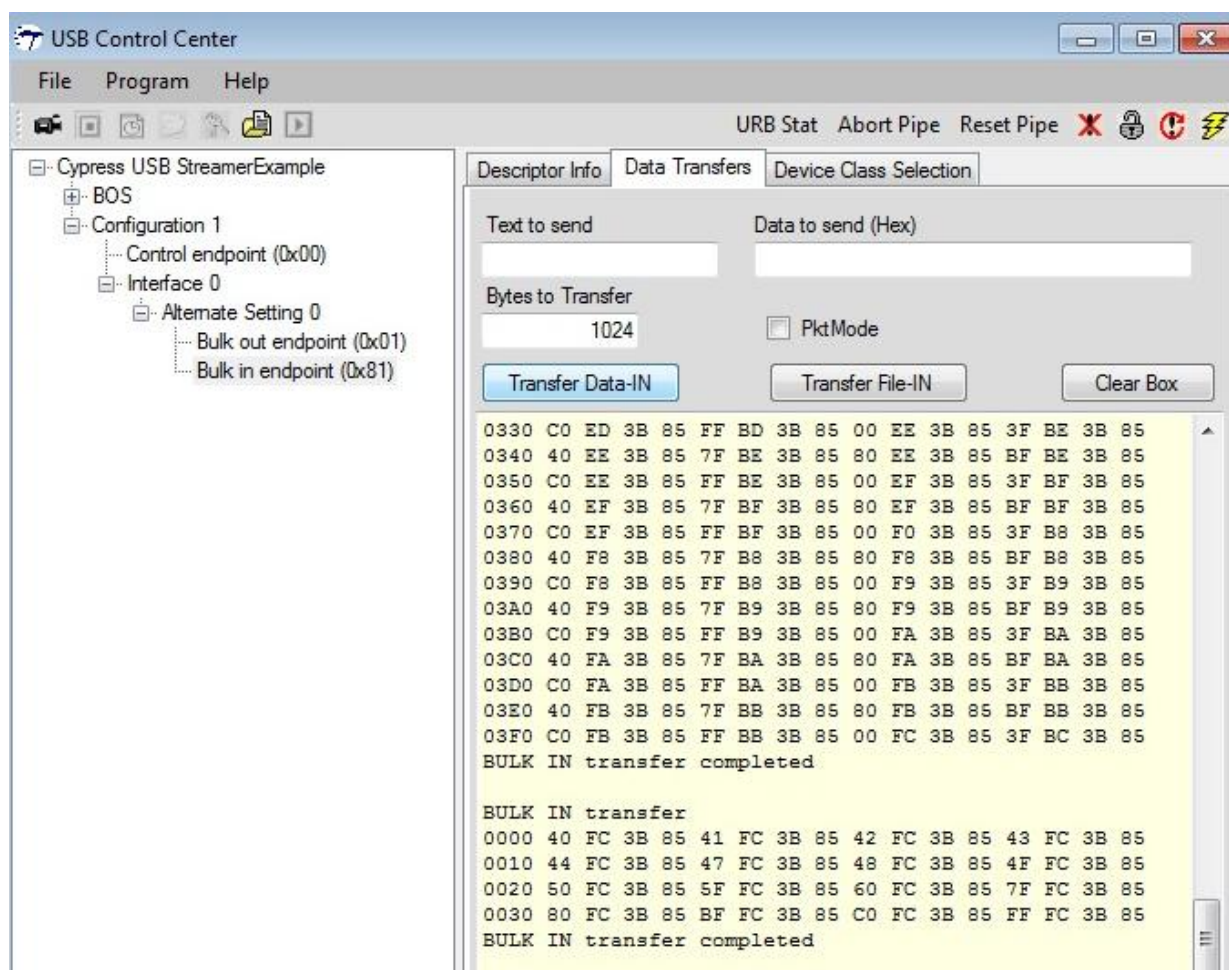 USB Control Center
File Program Help
URB Stat Abort Pipe Reset Pipe
Cypress USB StreamerExample
BOS
Configuration 1
Control endpoint (0x00)
Interface 0
Alternate Setting 0
Bulk out endpoint (0x01)
Bulk in endpoint (0x81)
Descriptor Info Data Transfers Device Class Selection
Text to send Data to send (Hex)
Bytes to Transfer
1024 PktMode
Transfer Data-IN Transfer File-IN Clear Box
0330 C0 ED 3B 85 FF BD 3B 85 00 EE 3B 85 3F BE 3B 85
0340 40 EE 3B 85 7F BE 3B 85 80 EE 3B 85 BF BE 3B 85
0350 C0 EE 3B 85 FF BE 3B 85 00 EF 3B 85 3F BF 3B 85
0360 40 EF 3B 85 7F BF 3B 85 80 EF 3B 85 BF BF 3B 85
0370 C0 EF 3B 85 FF BF 3B 85 00 F0 3B 85 3F B8 3B 85
0380 40 F8 3B 85 7F B8 3B 85 80 F8 3B 85 BF B8 3B 85
0390 C0 F8 3B 85 FF B8 3B 85 00 F9 3B 85 3F B9 3B 85
03A0 40 F9 3B 85 7F B9 3B 85 80 F9 3B 85 BF B9 3B 85
03B0 C0 F9 3B 85 FF B9 3B 85 00 FA 3B 85 3F BA 3B 85
03C0 40 FA 3B 85 7F BA 3B 85 80 FA 3B 85 BF BA 3B 85
03D0 C0 FA 3B 85 FF BA 3B 85 00 FB 3B 85 3F BB 3B 85
03E0 40 FB 3B 85 7F BB 3B 85 80 FB 3B 85 BF BB 3B 85
03F0 C0 FB 3B 85 FF BB 3B 85 00 FC 3B 85 3F BC 3B 85
BULK IN transfer completed
BULK IN transfer
0000 40 FC 3B 85 41 FC 3B 85 42 FC 3B 85 43 FC 3B 85
0010 44 FC 3B 85 47 FC 3B 85 48 FC 3B 85 4F FC 3B 85
0020 50 FC 3B 85 5F FC 3B 85 60 FC 3B 85 7F FC 3B 85
0030 80 FC 3B 85 BF FC 3B 85 C0 FC 3B 85 FF FC 3B 85
BULK IN transfer completed